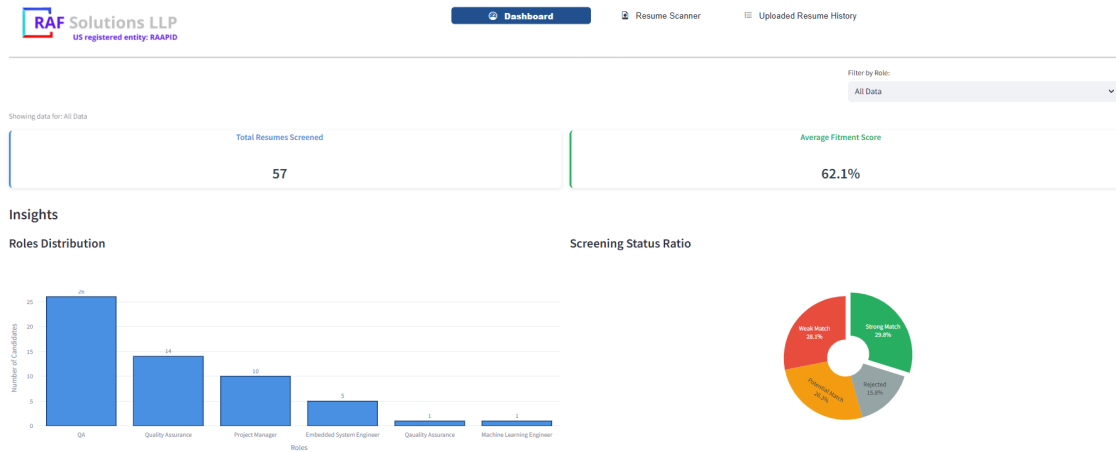 RAF Solutions LLP
US registered entity: RAAPID
Dashboard
Resume Scanner
Uploaded Resume History
Filter by Role:
All Data
Showing data for: All Data
Total Resumes Screened
57
Average Fitment Score
62.1%
Insights
Roles Distribution
Screening Status Ratio
Number of Candidates
25
20
15
10
5
0
26
14
10
5
1
1
QA
Quality Assurance
Project Manager
Embedded System Engineer
Qauality Assurance
Machine Learning Engineer
Roles
Weak Match
28.1%
Strong Match
29.8%
Potential Match
26.3%
Rejected
15.8%